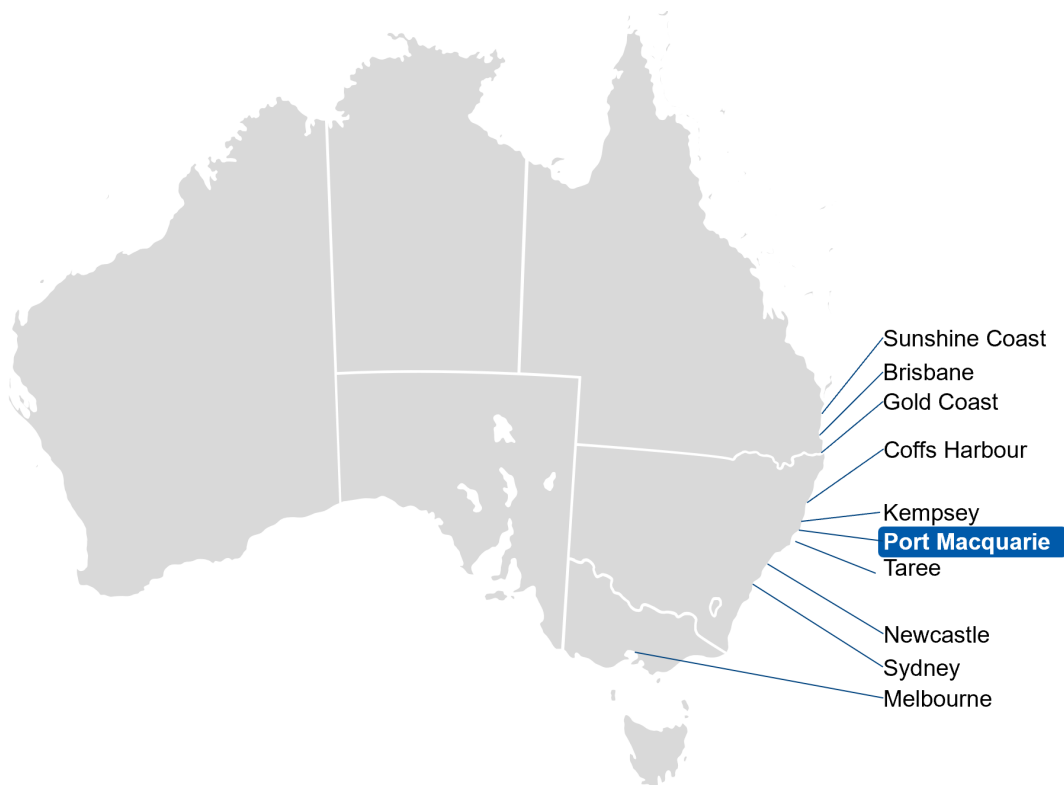 Sunshine Coast
Brisbane
Gold Coast
Coffs Harbour
Kempsey
Port Macquarie
Taree
Newcastle
Sydney
Melbourne